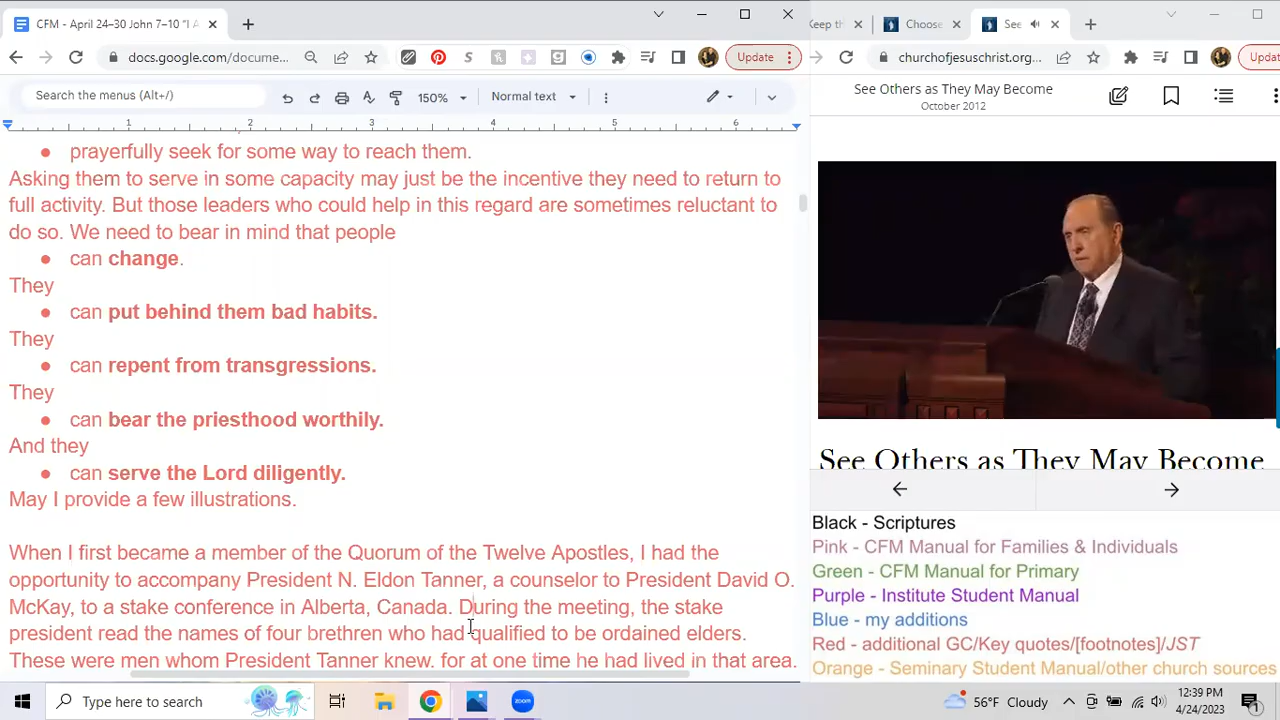 CFM - April 24–30 John 7–10 "I A
Keep th
Choose
See
docs.google.com/docume...
Update
churchofjesuschrist.org...
Updat
Search the menus (Alt+/)
150%
Normal text
See Others as They May Become
October 2012
1 2 3 4 5 6
● prayerfully seek for some way to reach them.
Asking them to serve in some capacity may just be the incentive they need to return to
full activity. But those leaders who could help in this regard are sometimes reluctant to
do so. We need to bear in mind that people
● can change.
They
● can put behind them bad habits.
They
● can repent from transgressions.
They
● can bear the priesthood worthily.
And they
● can serve the Lord diligently.
May I provide a few illustrations.
When I first became a member of the Quorum of the Twelve Apostles, I had the
opportunity to accompany President N. Eldon Tanner, a counselor to President David O.
McKay, to a stake conference in Alberta, Canada. During the meeting, the stake
president read the names of four brethren who had qualified to be ordained elders.
These were men whom President Tanner knew, for at one time he had lived in that area.
See Others as They May Become
Black - Scriptures
Pink - CFM Manual for Families & Individuals
Green - CFM Manual for Primary
Purple - Institute Student Manual
Blue - my additions
Red - additional GC/Key quotes/[footnotes]/JST
Orange - Seminary Student Manual/other church sources
Type here to search
zoom
56°F Cloudy
12:39 PM
4/24/2023
1